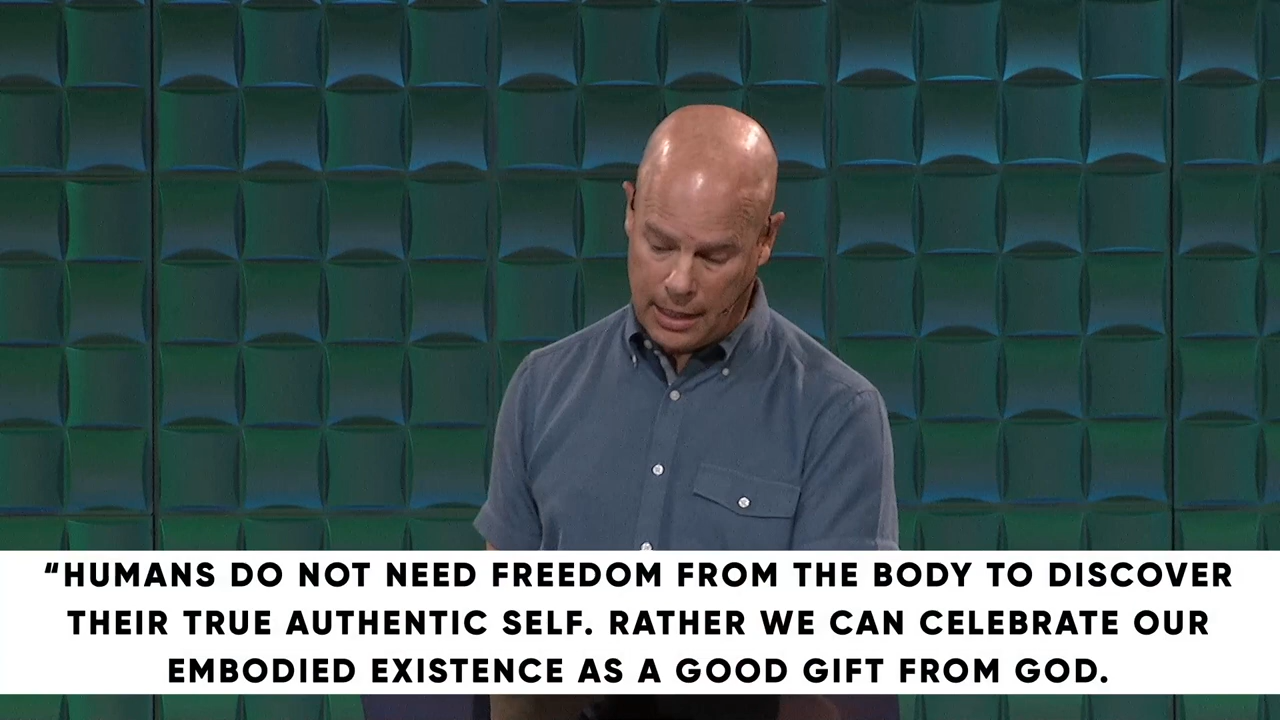 “HUMANS DO NOT NEED FREEDOM FROM THE BODY TO DISCOVER
THEIR TRUE AUTHENTIC SELF. RATHER WE CAN CELEBRATE OUR
EMBODIED EXISTENCE AS A GOOD GIFT FROM GOD.